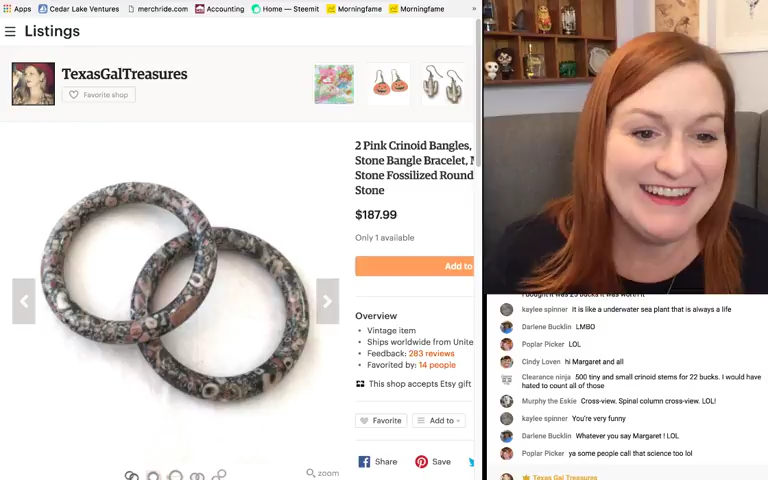 Apps
Cedar Lake Ventures
merchride.com
Accounting
Home — Steemit
Morningfame
Morningfame
»
Listings
TexasGalTreasures
Favorite shop
2 Pink Crinoid Bangles,
Stone Bangle Bracelet, M
Stone Fossilized Round
Stone
$187.99
Only 1 available
Add to
Overview
• Vintage item
• Ships worldwide from Unite
• Feedback: 283 reviews
• Favorited by: 14 people
This shop accepts Etsy gift
Favorite
Add to
Share
Save
zoom
kaylee spinner It is like a underwater sea plant that is always a life
Darlene Bucklin LMBO
Poplar Picker LOL
Cindy Loven hi Margaret and all
Clearance ninja 500 tiny and small crinoid stems for 22 bucks. I would have
hated to count all of those
Murphy the Eskie Cross-view. Spinal column cross-view. LOL!
kaylee spinner You're very funny
Darlene Bucklin Whatever you say Margaret ! LOL
Poplar Picker ya some people call that science too lol
Texas Gal Treasures